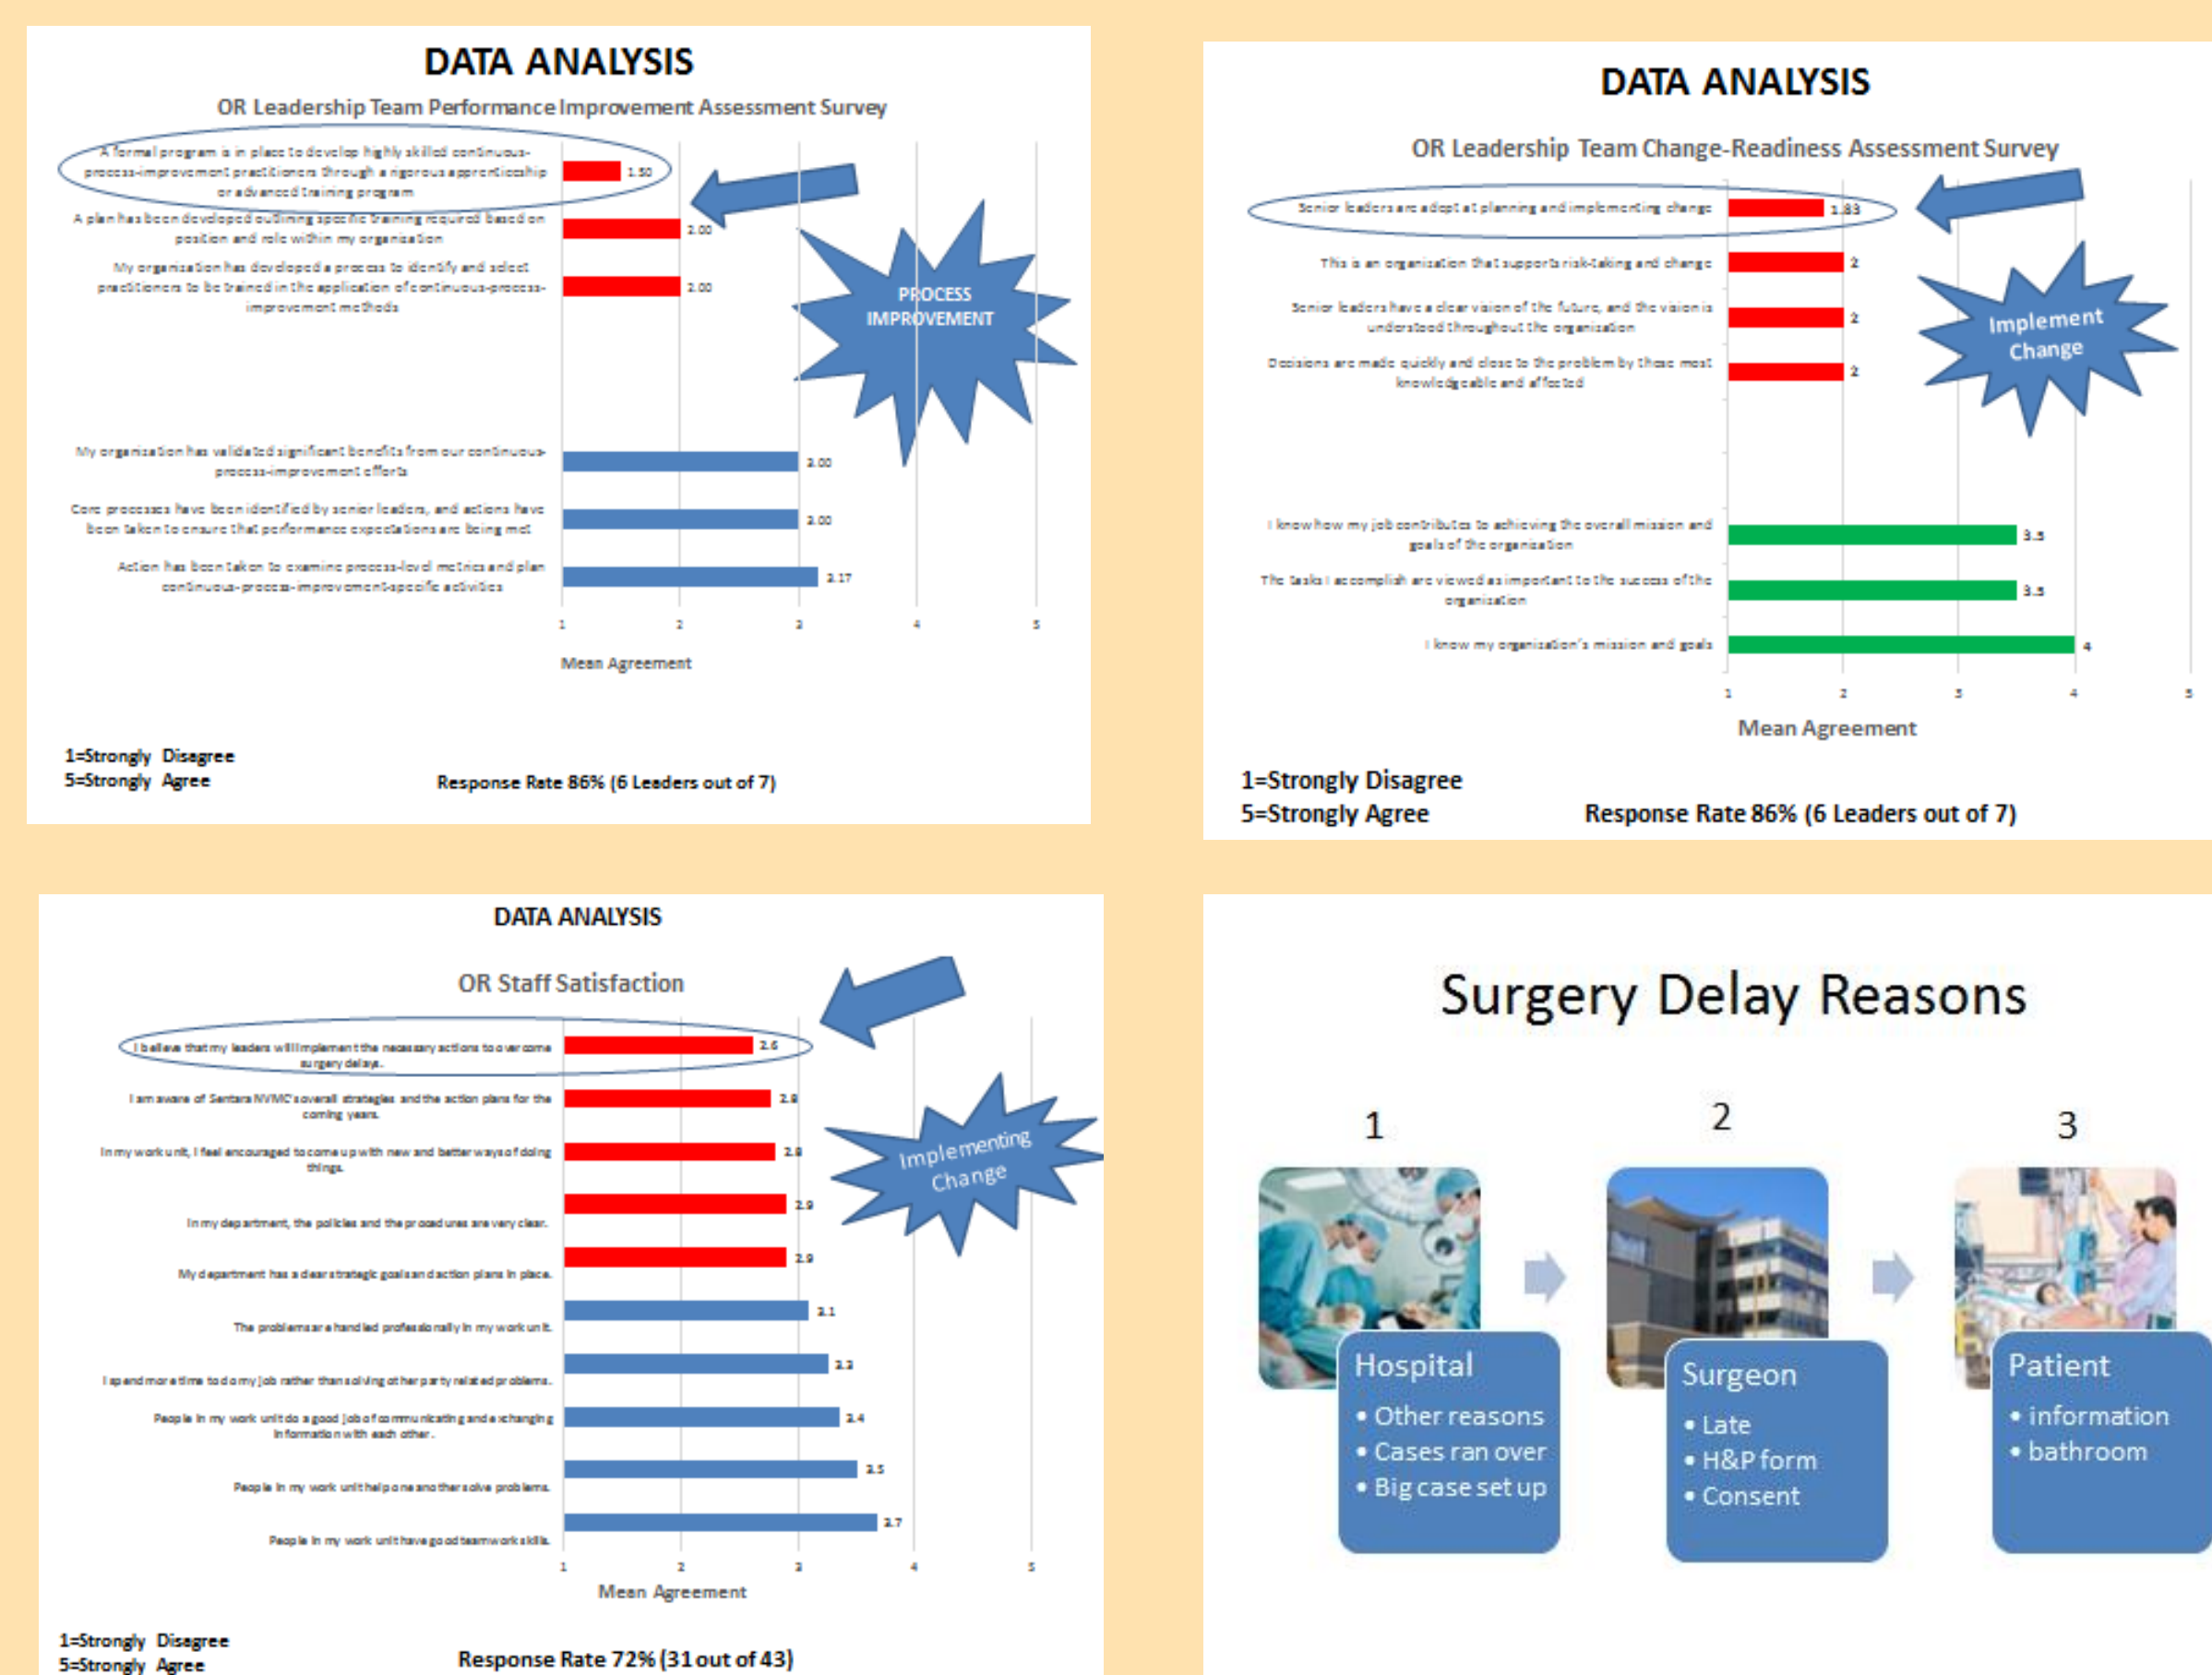 DATA ANALYSIS
OR Leadership Team Performance Improvement Assessment Survey
A formal program is in place to develop highly skilled continuous-
process-improvement practitioners through a rigorous apprenticeship
or advanced training program
1.50
A plan has been developed outlining specific training required based on
position and role within my organization
2.00
My organization has developed a process to identify and select
practitioners to be trained in the application of continuous-process-
improvement methods
2.00
PROCESS
IMPROVEMENT
My organization has validated significant benefits from our continuous-
process-improvement efforts
3.00
Core processes have been identified by senior leaders, and actions have
been taken to ensure that performance expectations are being met
3.00
Action has been taken to examine process-level metrics and plan
continuous-process-improvement-specific activities
3.17
1 2 3 4 5
Mean Agreement
1=Strongly Disagree
5=Strongly Agree
Response Rate 86% (6 Leaders out of 7)
DATA ANALYSIS
OR Leadership Team Change-Readiness Assessment Survey
Senior leaders are adept at planning and implementing change
1.83
This is an organization that supports risk-taking and change
2
Senior leaders have a clear vision of the future, and the vision is
understood throughout the organization
2
Decisions are made quickly and close to the problem by those most
knowledgeable and affected
2
Implement
Change
I know how my job contributes to achieving the overall mission and
goals of the organization
3.5
The tasks I accomplish are viewed as important to the success of the
organization
3.5
I know my organization's mission and goals
4
1 2 3 4 5
Mean Agreement
1=Strongly Disagree
5=Strongly Agree
Response Rate 86% (6 Leaders out of 7)
DATA ANALYSIS
OR Staff Satisfaction
I believe that my leaders will implement the necessary actions to overcome
surgery delays.
2.6
I am aware of Sentara NVMC's overall strategies and the action plans for the
coming years.
2.8
In my work unit, I feel encouraged to come up with new and better ways of doing
things.
2.8
In my department, the policies and the procedures are very clear.
2.9
My department has a clear strategic goals and action plans in place.
2.9
Implementing
Change
The problems are handled professionally in my work unit.
3.1
I spend more time to do my job rather than solving other party related problems.
3.3
People in my work unit do a good job of communicating and exchanging
information with each other.
3.4
People in my work unit help one another solve problems.
3.5
People in my work unit have good teamwork skills.
3.7
1 2 3 4 5
Mean Agreement
1=Strongly Disagree
5=Strongly Agree
Response Rate 72% (31 out of 43)
Surgery Delay Reasons
1
Hospital
• Other reasons
• Cases ran over
• Big case set up
2
Surgeon
• Late
• H&P form
• Consent
3
Patient
• information
• bathroom